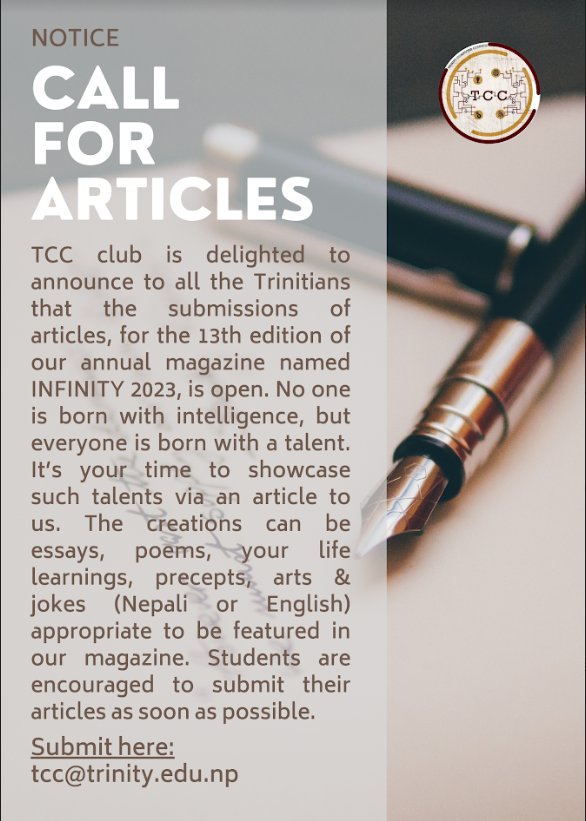 NOTICE
CALL
FOR
ARTICLES
TCC club is delighted to
announce to all the Trinitians
that the submissions of
articles, for the 13th edition of
our annual magazine named
INFINITY 2023, is open. No one
is born with intelligence, but
everyone is born with a talent.
It's your time to showcase
such talents via an article to
us. The creations can be
essays, poems, your life
learnings, precepts, arts &
jokes (Nepali or English)
appropriate to be featured in
our magazine. Students are
encouraged to submit their
articles as soon as possible.
Submit here:
tcc@trinity.edu.np
TCC